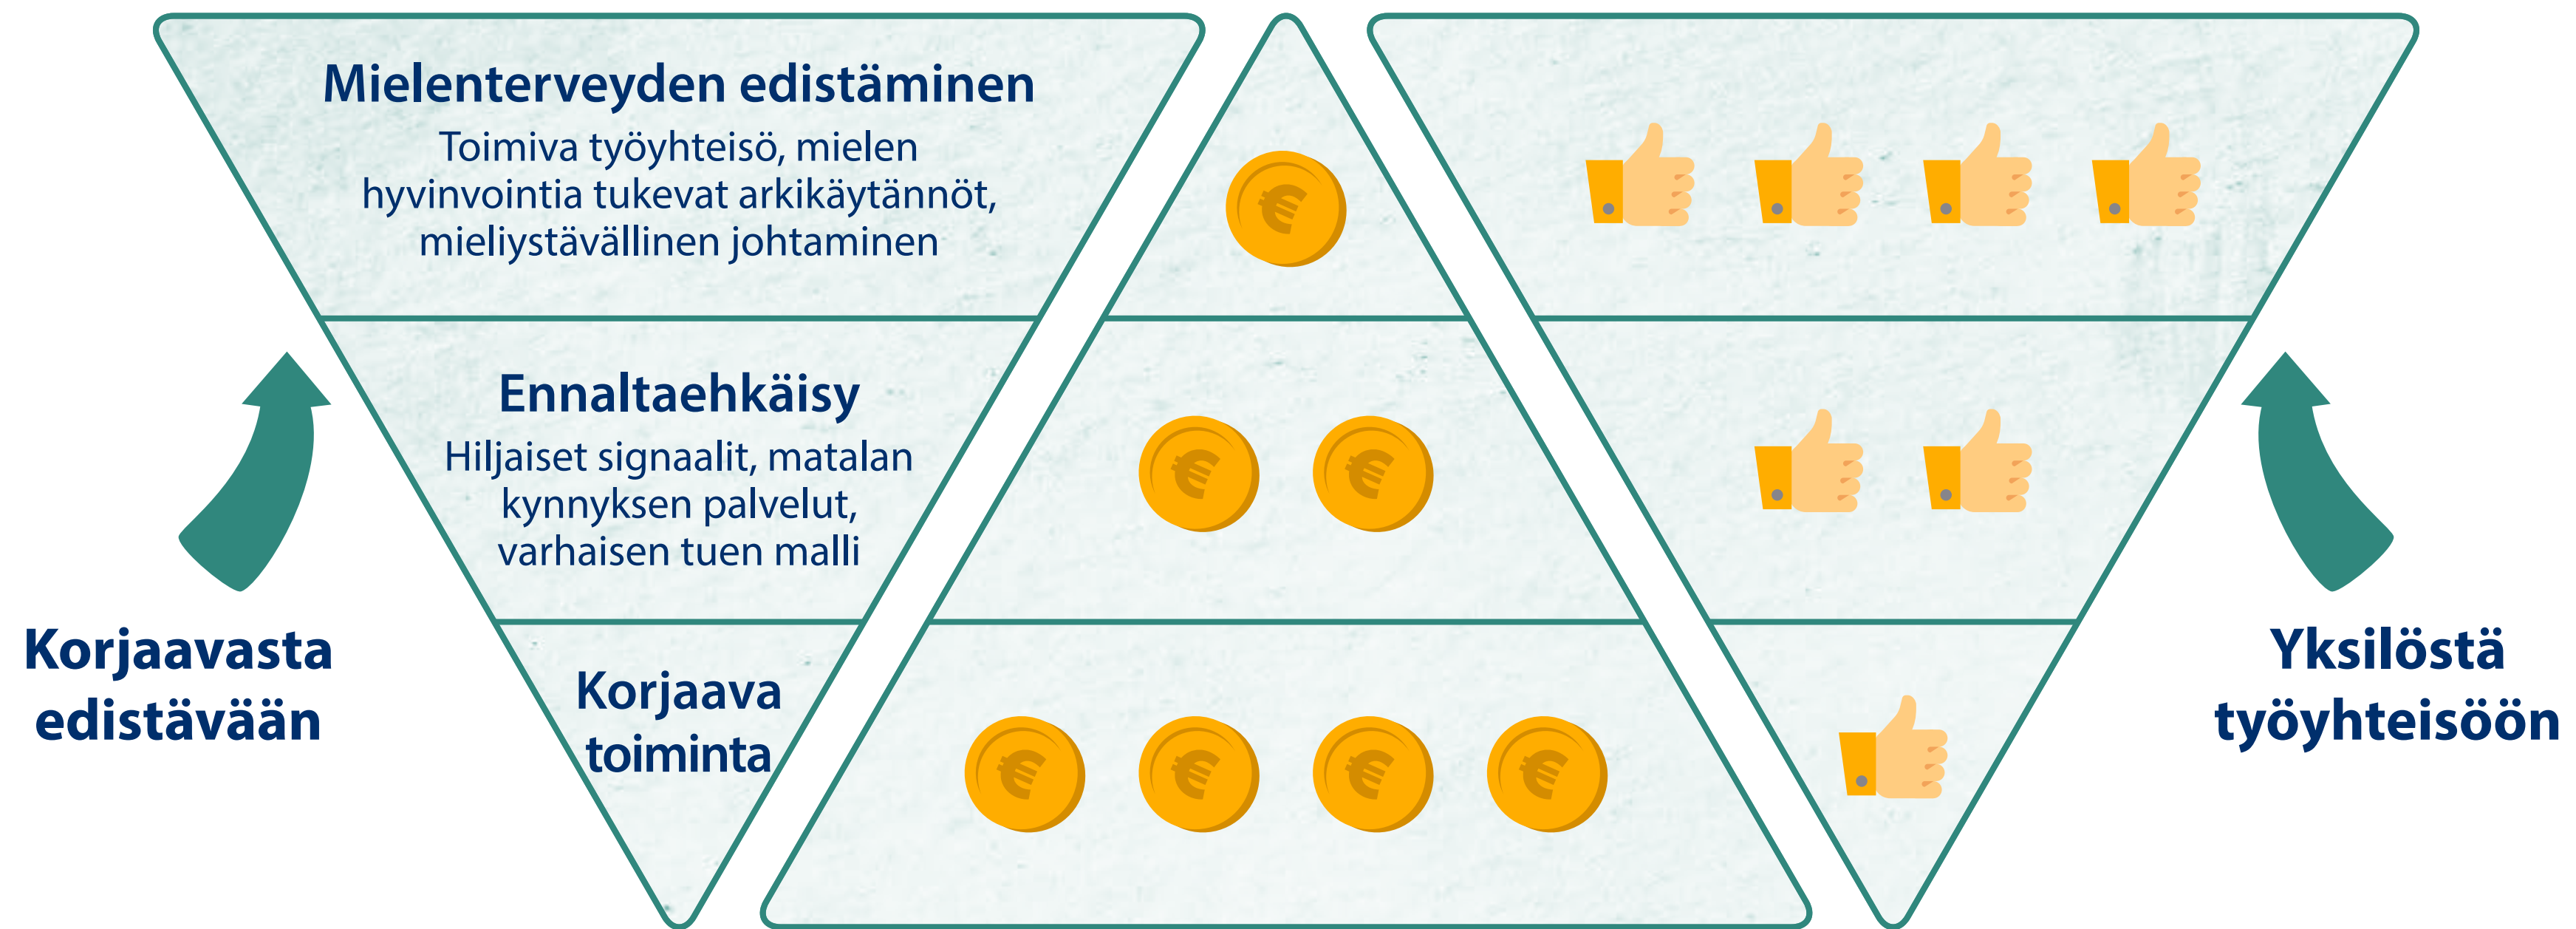 Mielenterveyden edistäminen
Toimiva työyhteisö, mielen
hyvinvointia tukevat arkikäytännöt,
mieliystävällinen johtaminen
Ennaltaehkäisy
Hiljaiset signaalit, matalan
kynnyksen palvelut,
varhaisen tuen malli
Korjaava
toiminta
Korjaavasta
edistävään
Yksilöstä
työyhteisöön
€
€
€
€
€
€
€